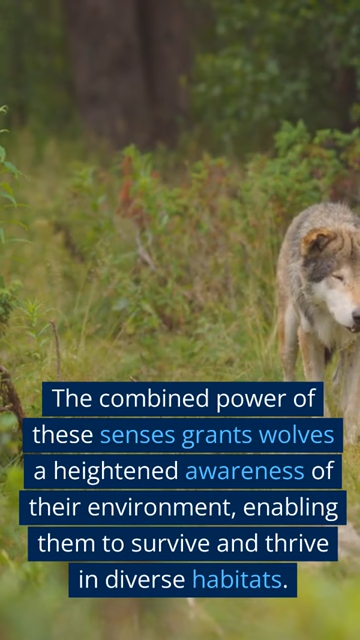 The combined power of
these senses grants wolves
a heightened awareness of
their environment, enabling
them to survive and thrive
in diverse habitats.